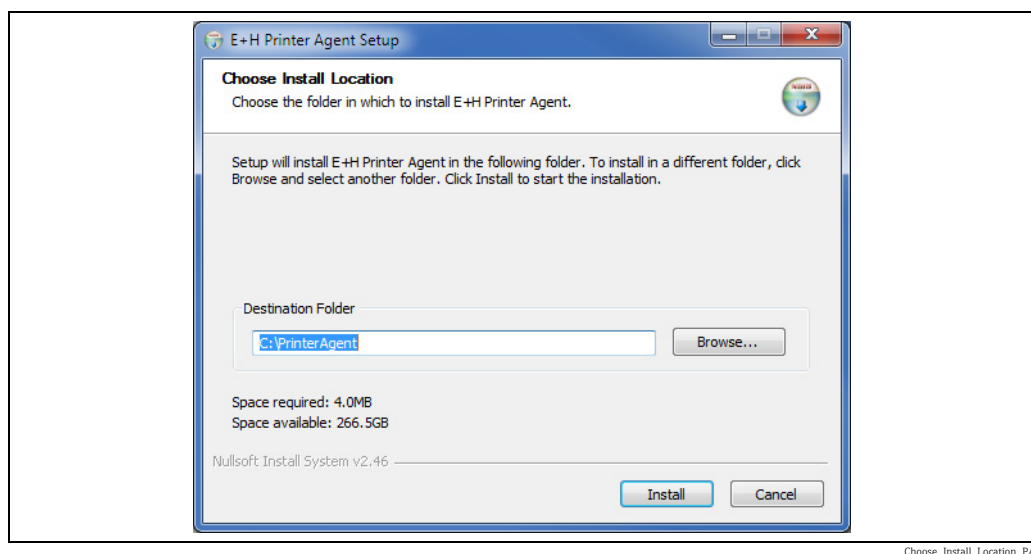 E+H Printer Agent Setup
Choose Install Location
Choose the folder in which to install E+H Printer Agent.
Setup will install E+H Printer Agent in the following folder. To install in a different folder, click
Browse and select another folder. Click Install to start the installation.
Destination Folder
C:\PrinterAgent
Browse...
Space required: 4.0MB
Space available: 266.5GB
Nullsoft Install System v2.46
Install Cancel
Choose_Install_Location